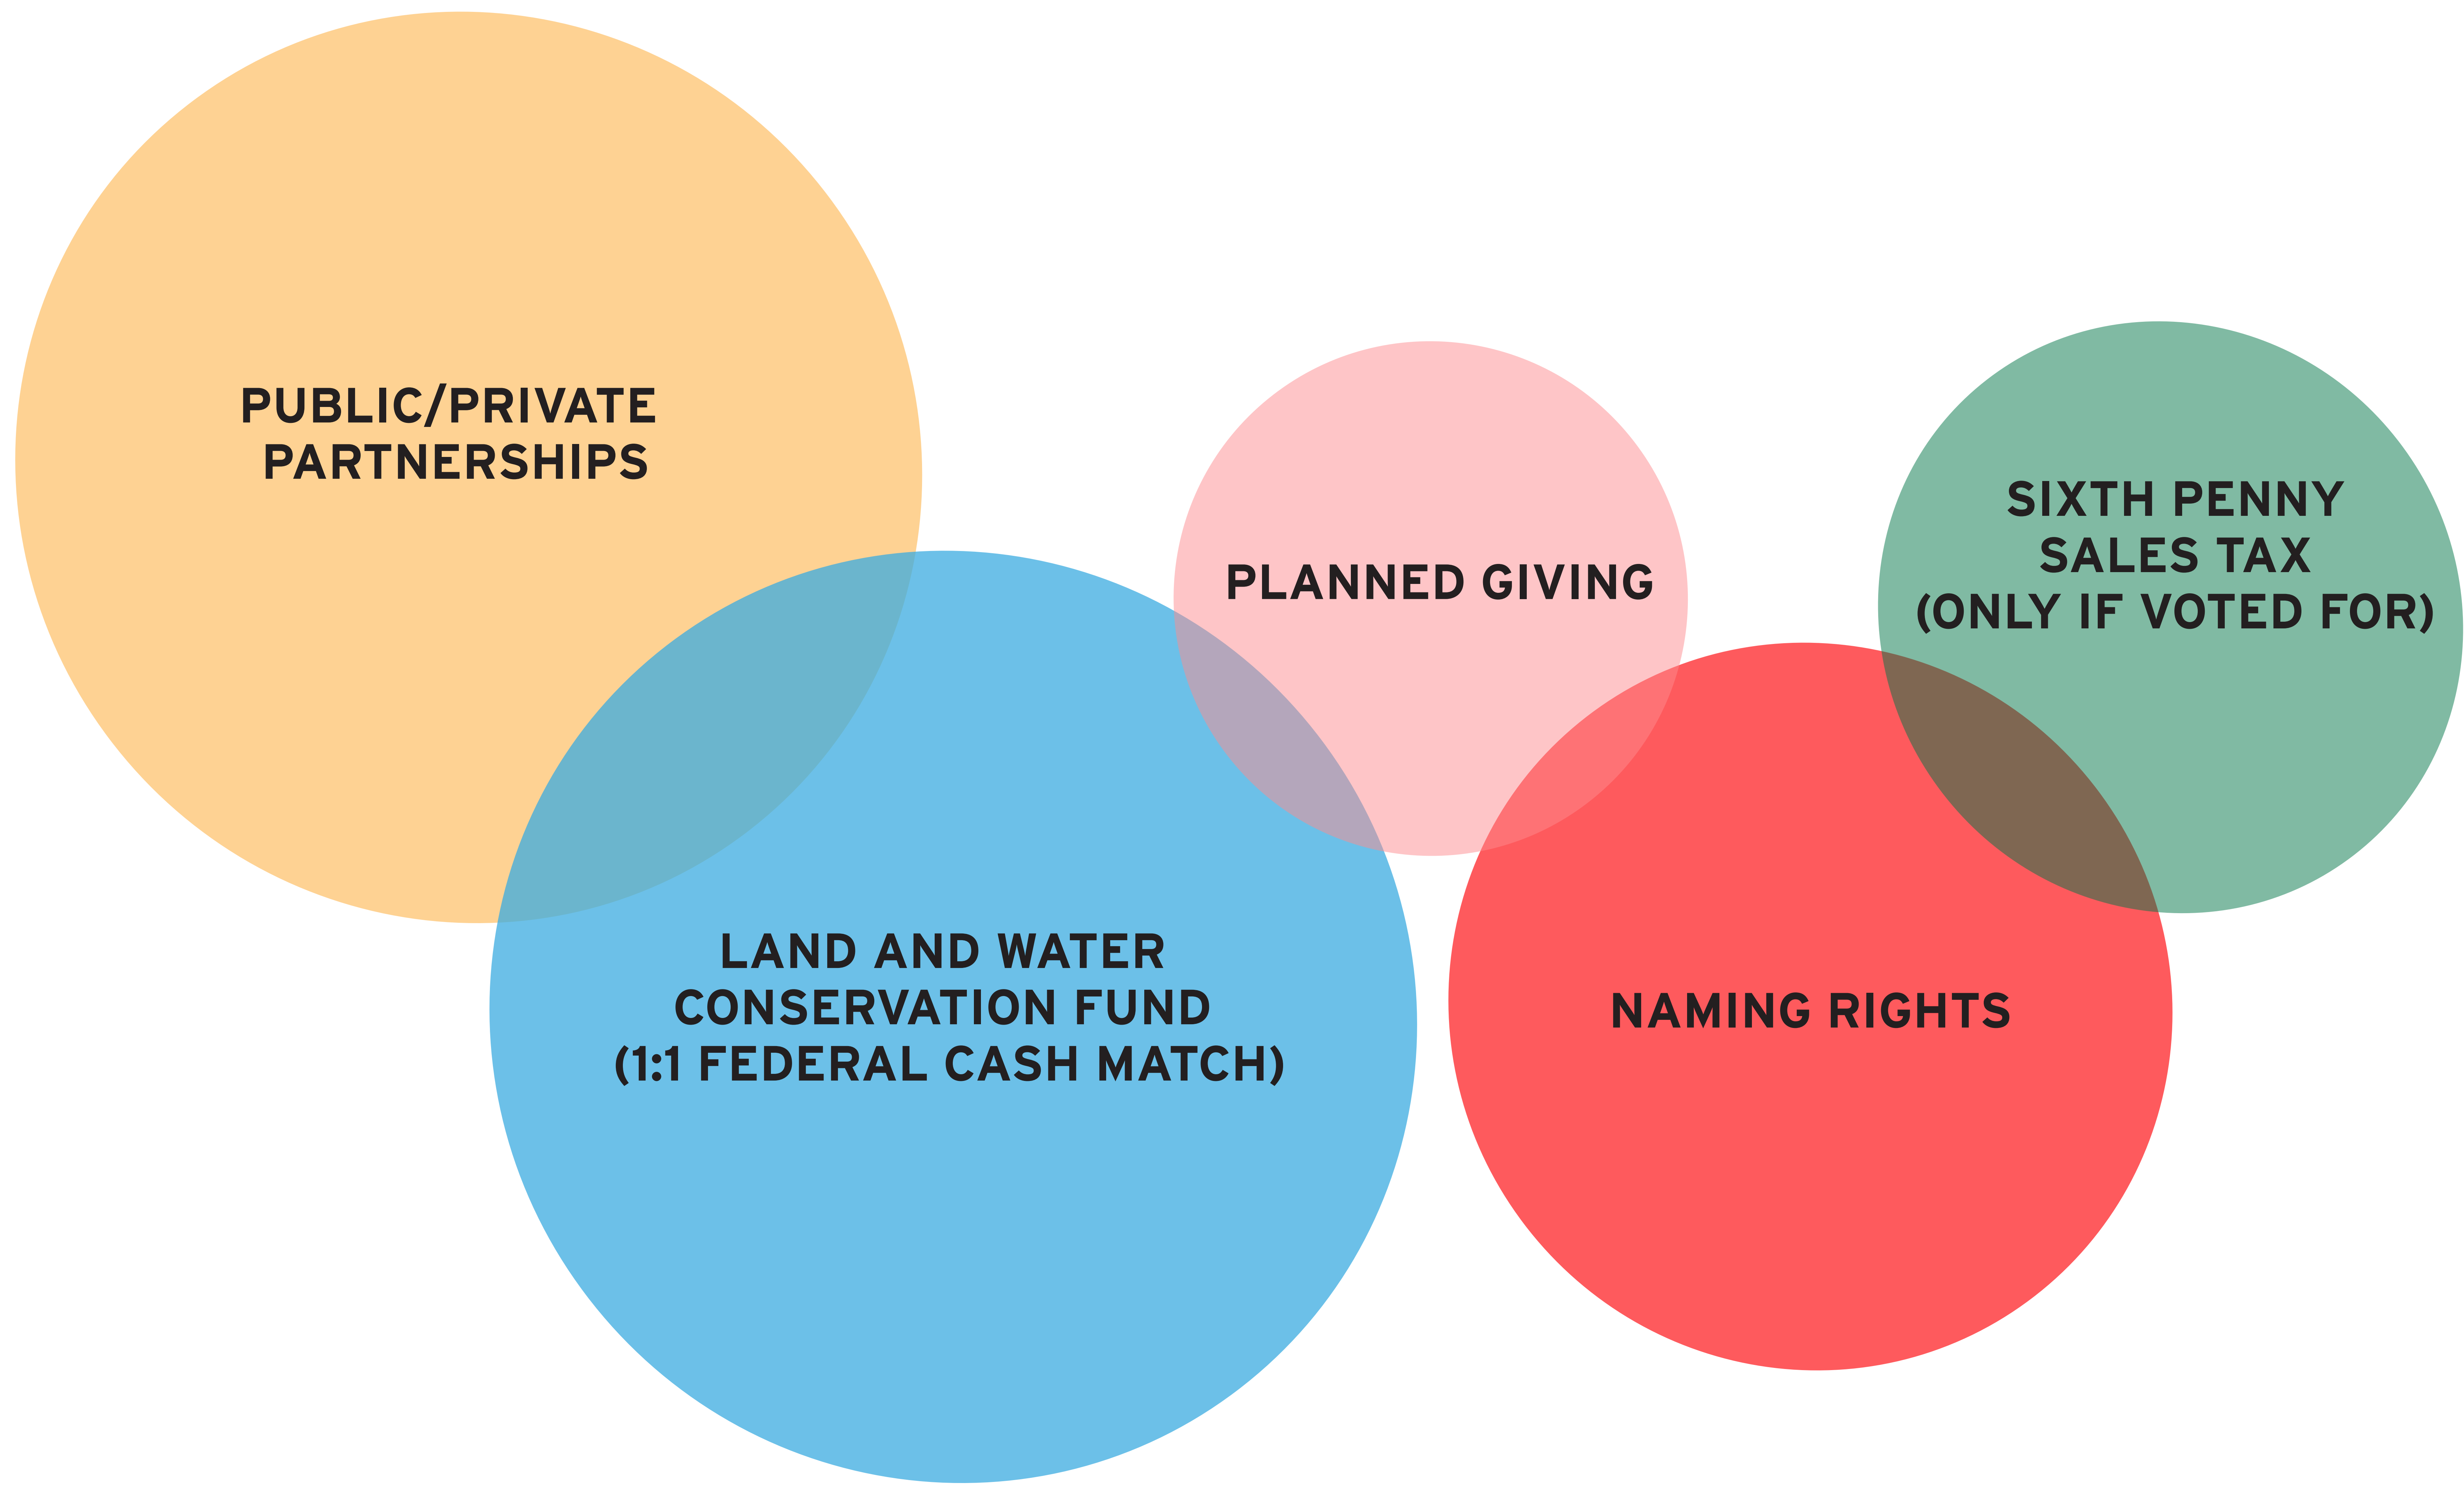 PUBLIC/PRIVATE
PARTNERSHIPS
LAND AND WATER
CONSERVATION FUND
(1:1 FEDERAL CASH MATCH)
PLANNED GIVING
NAMING RIGHTS
SIXTH PENNY
SALES TAX
(ONLY IF VOTED FOR)